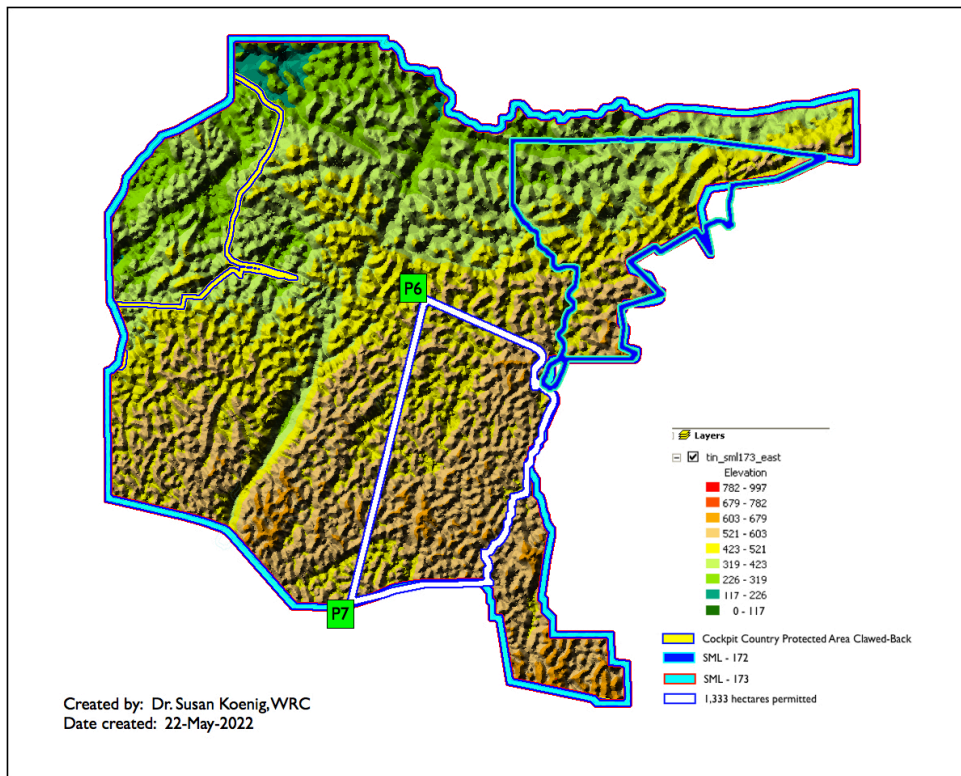 P6
P7
Layers
tin_sml173_east
Elevation
782 - 997
679 - 782
603 - 679
521 - 603
423 - 521
319 - 423
226 - 319
117 - 226
0 - 117
Cockpit Country Protected Area Clawed-Back
SML - 172
SML - 173
1,333 hectares permitted
Created by: Dr. Susan Koenig, WRC
Date created: 22-May-2022